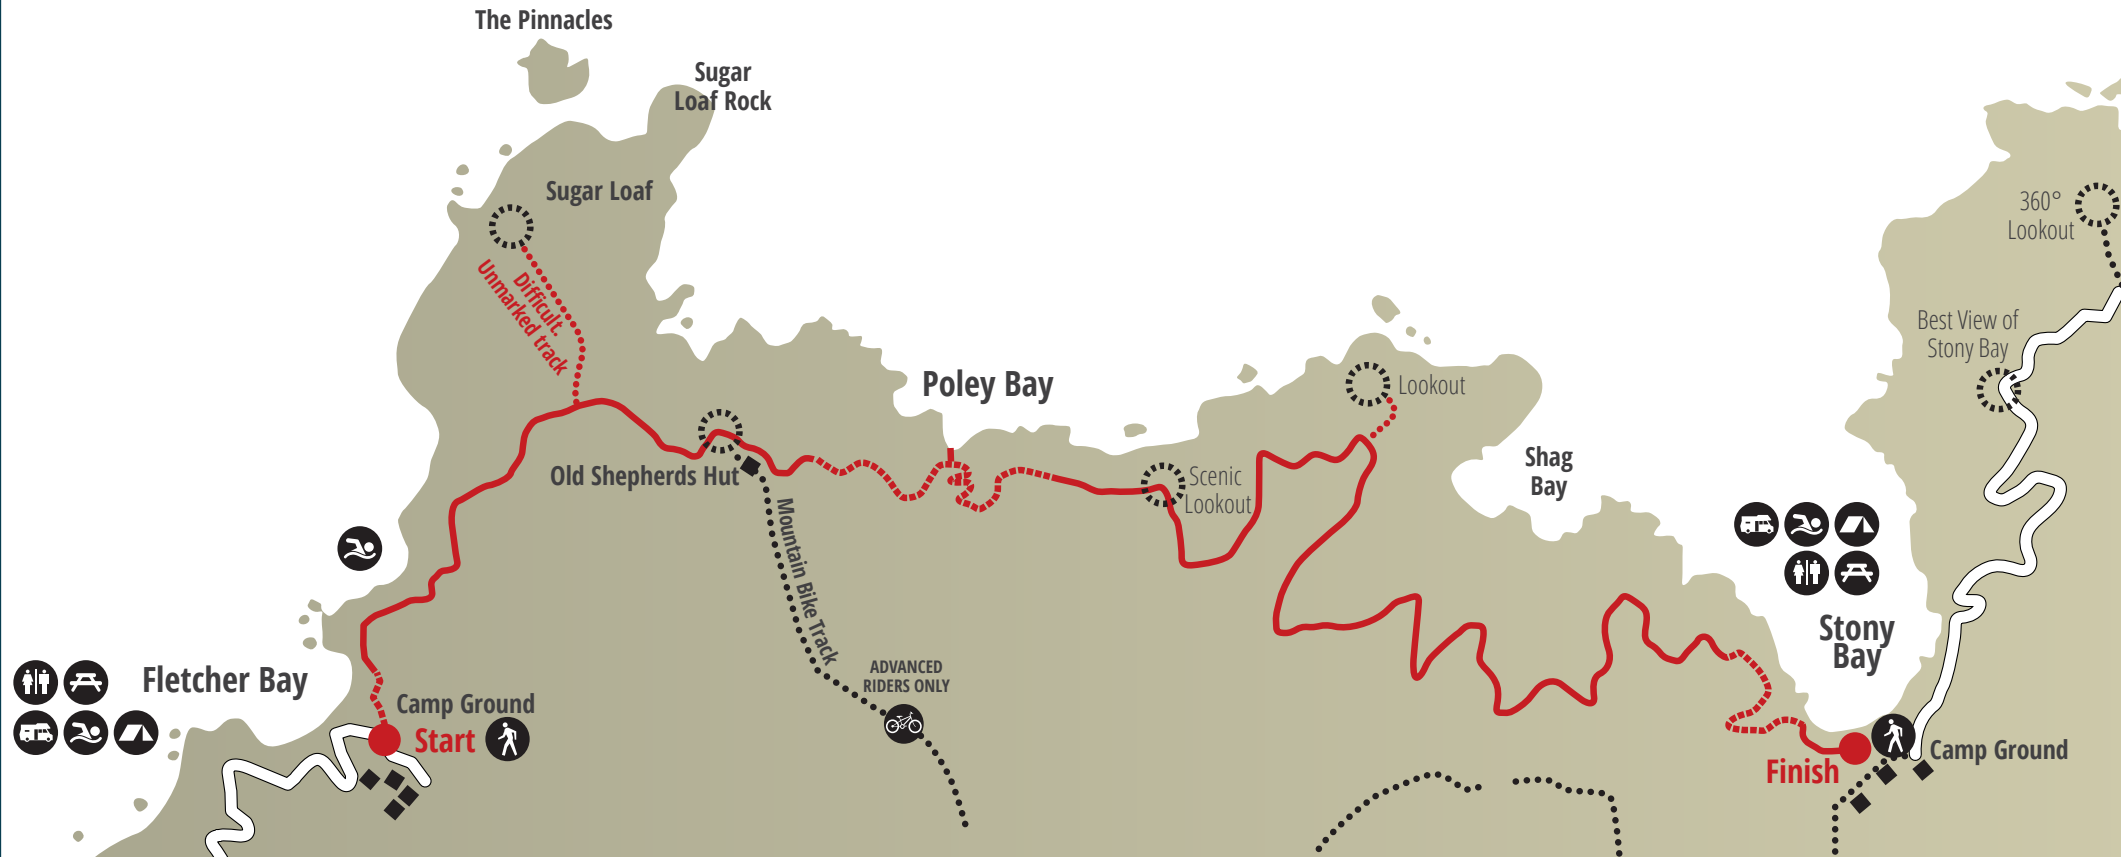 The Pinnacles
Sugar
Loaf Rock
Sugar Loaf
360°
Lookout
Difficult.
Unmarked track
Best View of
Stony Bay
Poley Bay
Lookout
Old Shepherds Hut
Scenic
Lookout
Shag
Bay
Mountain Bike Track
Stony
Bay
ADVANCED
RIDERS ONLY
Fletcher Bay
Camp Ground
Start
Camp Ground
Finish